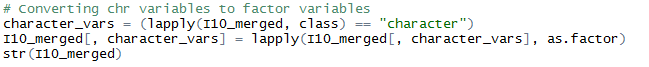 # Converting chr variables to factor variables
character_vars = (lapply(I10_merged, class) == "character")
I10_merged[, character_vars] = lapply(I10_merged[, character_vars], as.factor)
str(I10_merged)